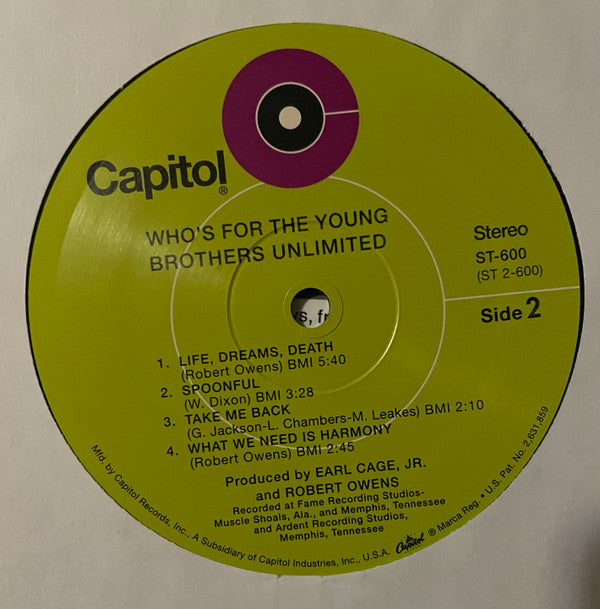 Capitol®
WHO'S FOR THE YOUNG
BROTHERS UNLIMITED
Stereo
ST-600
(ST 2-600)
Side 2
s, fr
1. LIFE, DREAMS, DEATH
(Robert Owens) BMI 5:40
2. SPOONFUL
(W. Dixon) BMI 3:28
3. TAKE ME BACK
(G. Jackson-L. Chambers-M. Leakes) BMI 2:10
4. WHAT WE NEED IS HARMONY
(Robert Owens) BMI 2:45
Produced by EARL CAGE, JR.
and ROBERT OWENS
Recorded at Fame Recording Studios-
Muscle Shoals, Ala., and Memphis, Tennessee
and Ardent Recording Studios,
Memphis, Tennessee
Mfd. by Capitol Records, Inc., A Subsidiary of Capitol Industries, Inc., U.S.A. Capitol ® Marca Reg. • U.S. Pat. No. 2,631,859